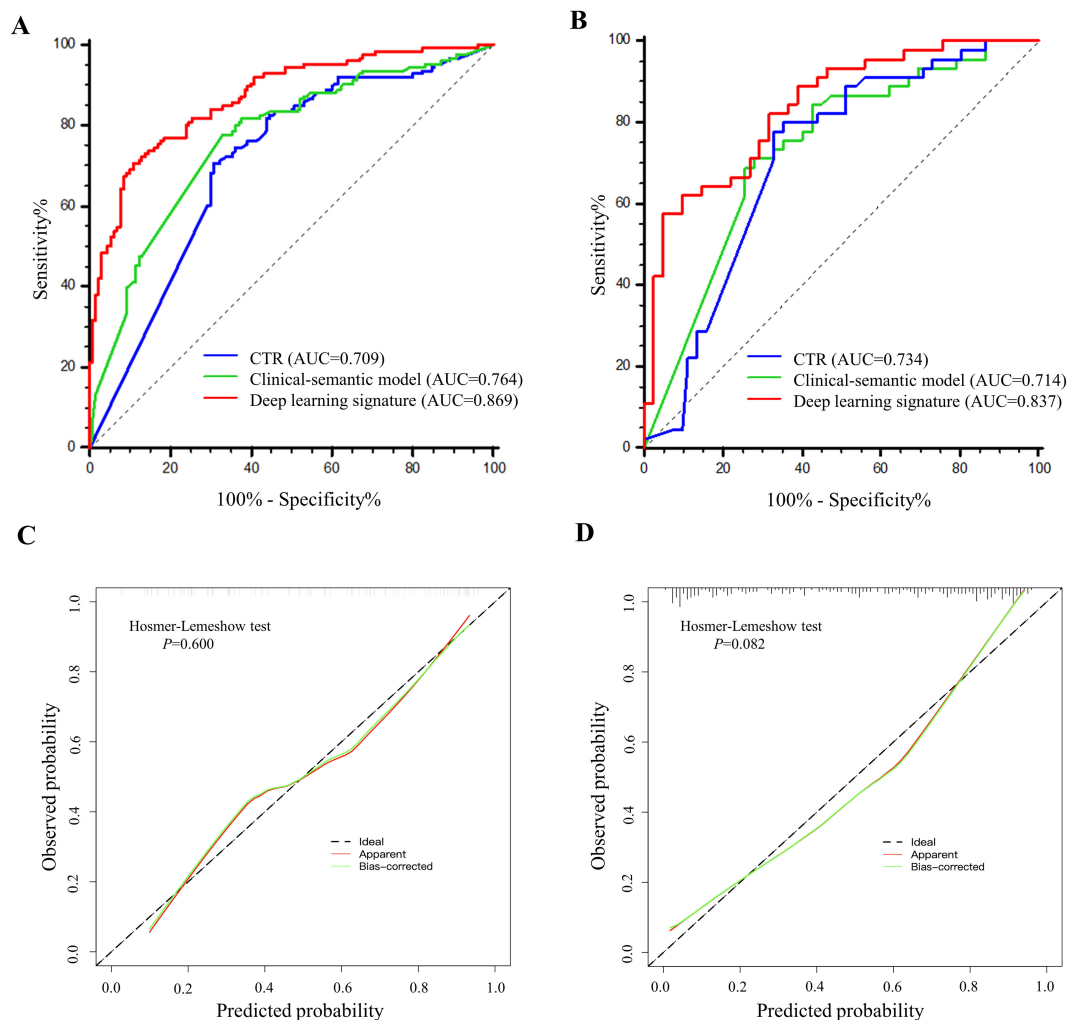 A
100
80
60
40
20
0
Sensitivity%
CTR (AUC=0.709)
Clinical-semantic model (AUC=0.764)
Deep learning signature (AUC=0.869)
0 20 40 60 80 100
100% - Specificity%
B
100
80
60
40
20
0
Sensitivity%
CTR (AUC=0.734)
Clinical-semantic model (AUC=0.714)
Deep learning signature (AUC=0.837)
0 20 40 60 80 100
100% - Specificity%
C
Hosmer-Lemeshow test
P=0.600
1.0
0.8
0.6
0.4
0.2
0.0
Observed probability
Ideal
Apparent
Bias-corrected
0.0 0.2 0.4 0.6 0.8 1.0
Predicted probability
D
Hosmer-Lemeshow test
P=0.082
1.0
0.8
0.6
0.4
0.2
0.0
Observed probability
Ideal
Apparent
Bias-corrected
0.0 0.2 0.4 0.6 0.8 1.0
Predicted probability